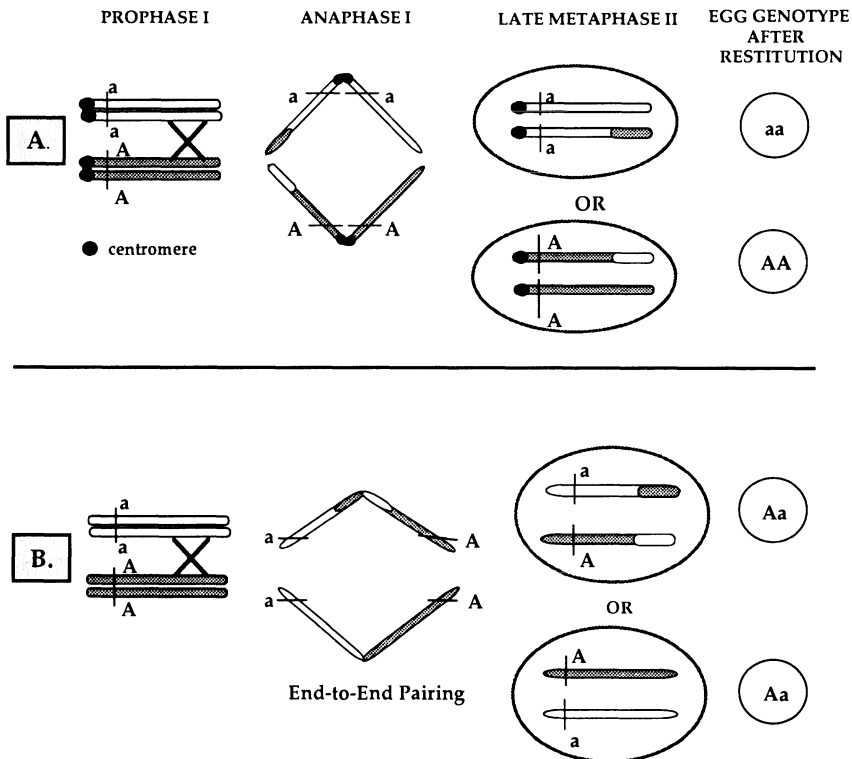 PROPHASE I
ANAPHASE I
LATE METAPHASE II
EGG GENOTYPE
AFTER
RESTITUTION
A.
a
a
A
A
centromere
a
a
A
A
a
a
OR
A
A
aa
AA
B.
a
a
A
A
a
A
a
A
End-to-End Pairing
a
A
OR
A
a
Aa
Aa